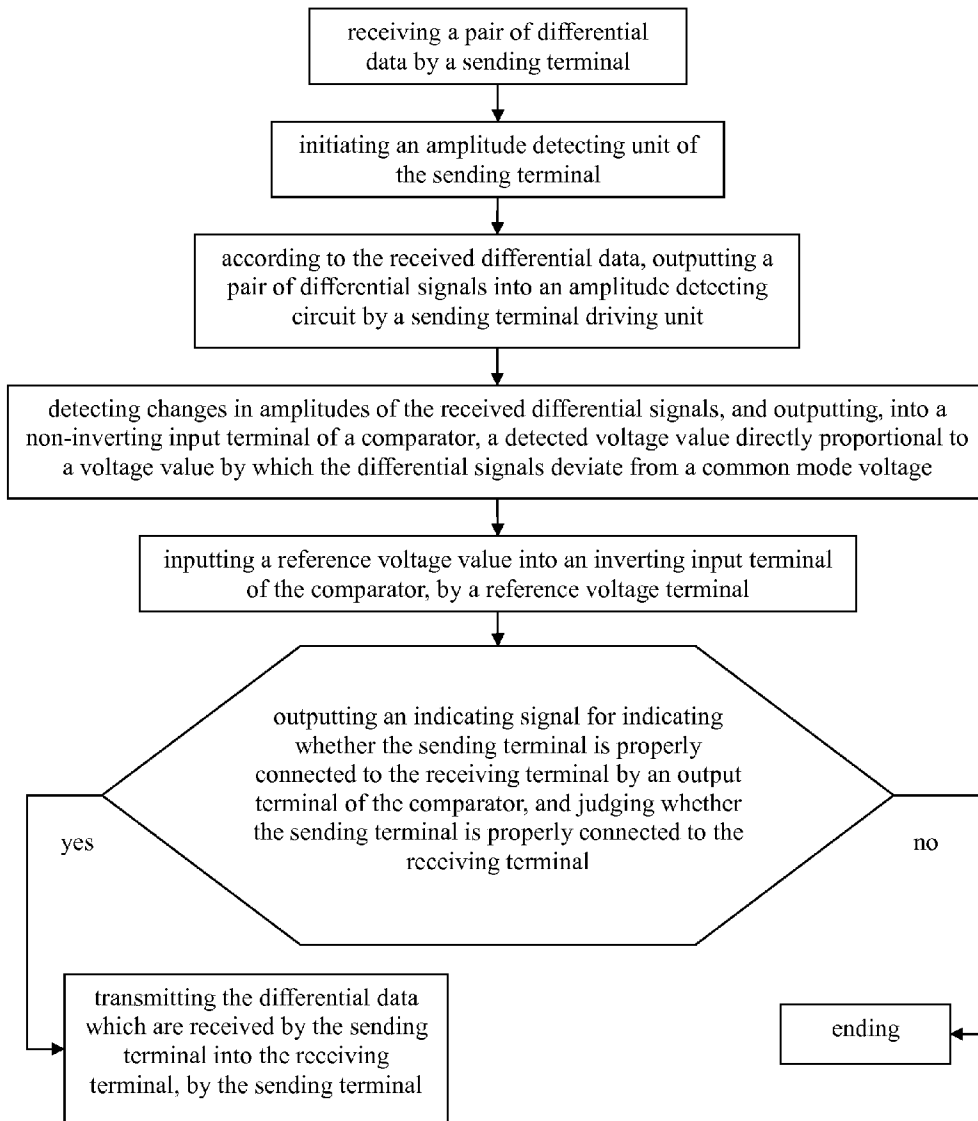 receiving a pair of differential
data by a sending terminal
initiating an amplitude detecting unit of
the sending terminal
according to the received differential data, outputting a
pair of differential signals into an amplitude detecting
circuit by a sending terminal driving unit
detecting changes in amplitudes of the received differential signals, and outputting, into a
non-inverting input terminal of a comparator, a detected voltage value directly proportional to
a voltage value by which the differential signals deviate from a common mode voltage
inputting a reference voltage value into an inverting input terminal
of the comparator, by a reference voltage terminal
outputting an indicating signal for indicating
whether the sending terminal is properly
connected to the receiving terminal by an output
terminal of the comparator, and judging whether
the sending terminal is properly connected to the
receiving terminal
yes
no
transmitting the differential data
which are received by the sending
terminal into the receiving
terminal, by the sending terminal
ending